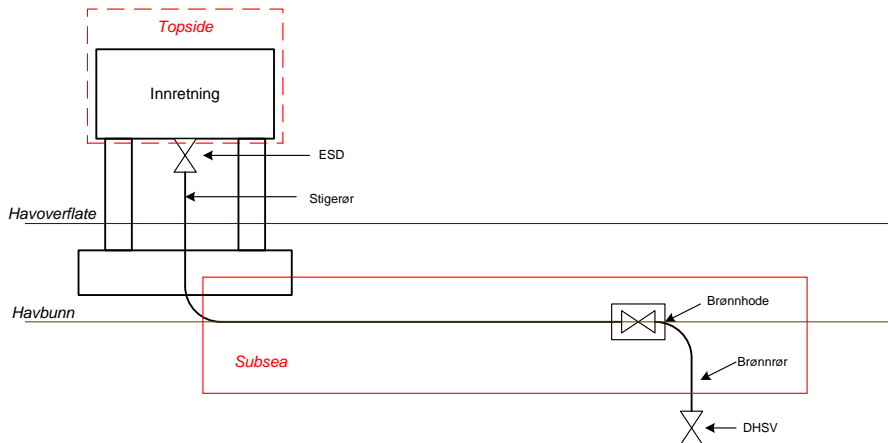 Topside
Innretning
ESD
Stigerør
Havoverflate
Brønnhode
Havbunn
Subsea
Brønnrør
DHSV